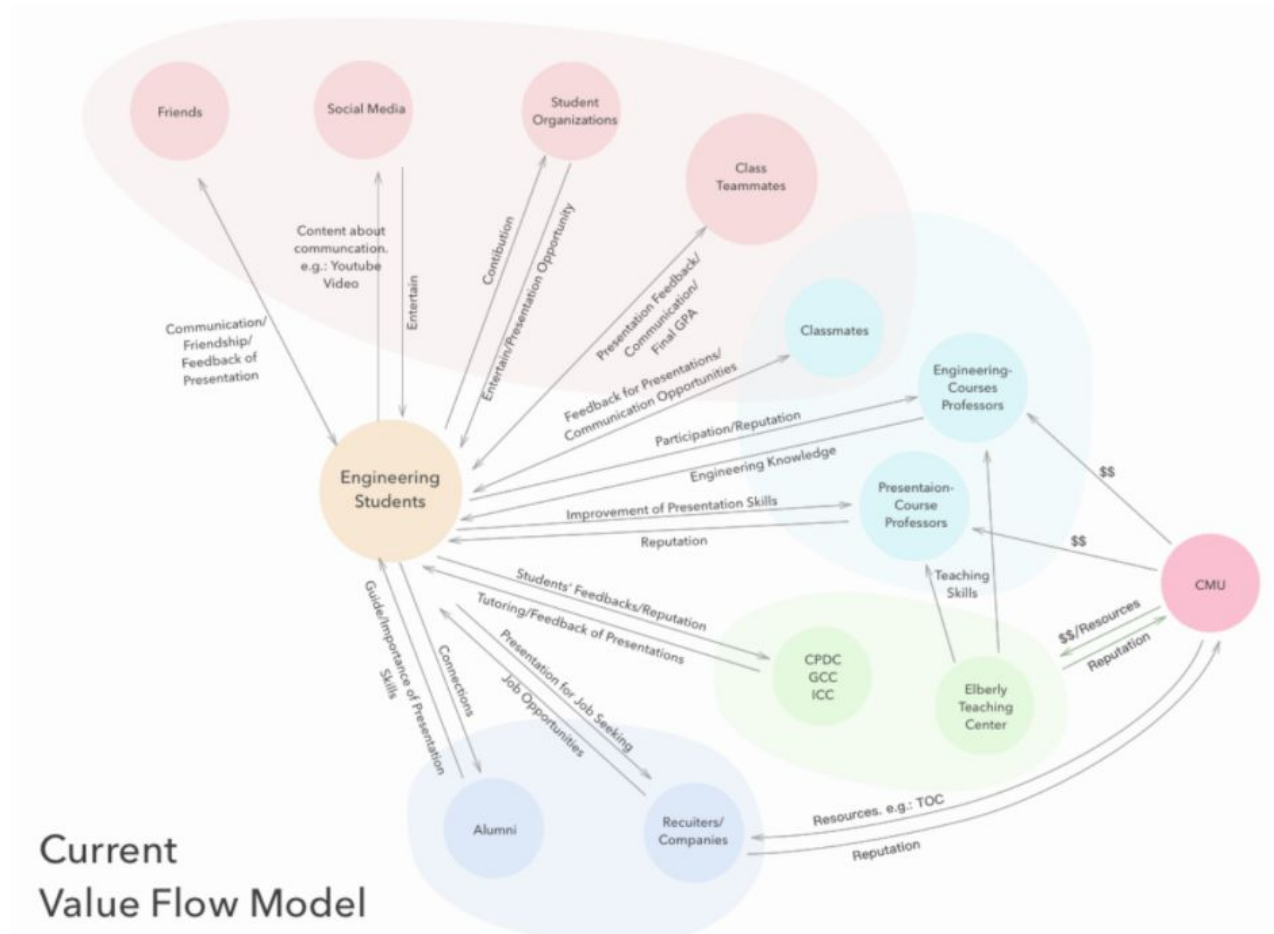 Friends
Social Media
Student
Organizations
Class
Teammates
Content about
communcation.
e.g.: Youtube
Video
Entertain
Contibution
Entertain/Presentation Opportunity
Presentation Feedback/
Communication/
Final GPA
Communication/
Friendship/
Feedback of
Presentation
Classmates
Feedback for Presentations/
Communication Opportunities
Engineering-
Courses
Professors
Participation/Reputation
Engineering Knowledge
Engineering
Students
Presentaion-
Course
Professors
Improvement of Presentation Skills
Reputation
$$
$$
CMU
Teaching
Skills
Students' Feedbacks/Reputation
Tutoring/Feedback of Presentations
$$/Resources
Reputation
CPDC
GCC
ICC
Elberly
Teaching
Center
Guide/Importance of Presentation
Skills
Connections
Presentation for Job Seeking
Job Opportunities
Alumni
Recuiters/
Companies
Resources. e.g.: TOC
Reputation
Current
Value Flow Model